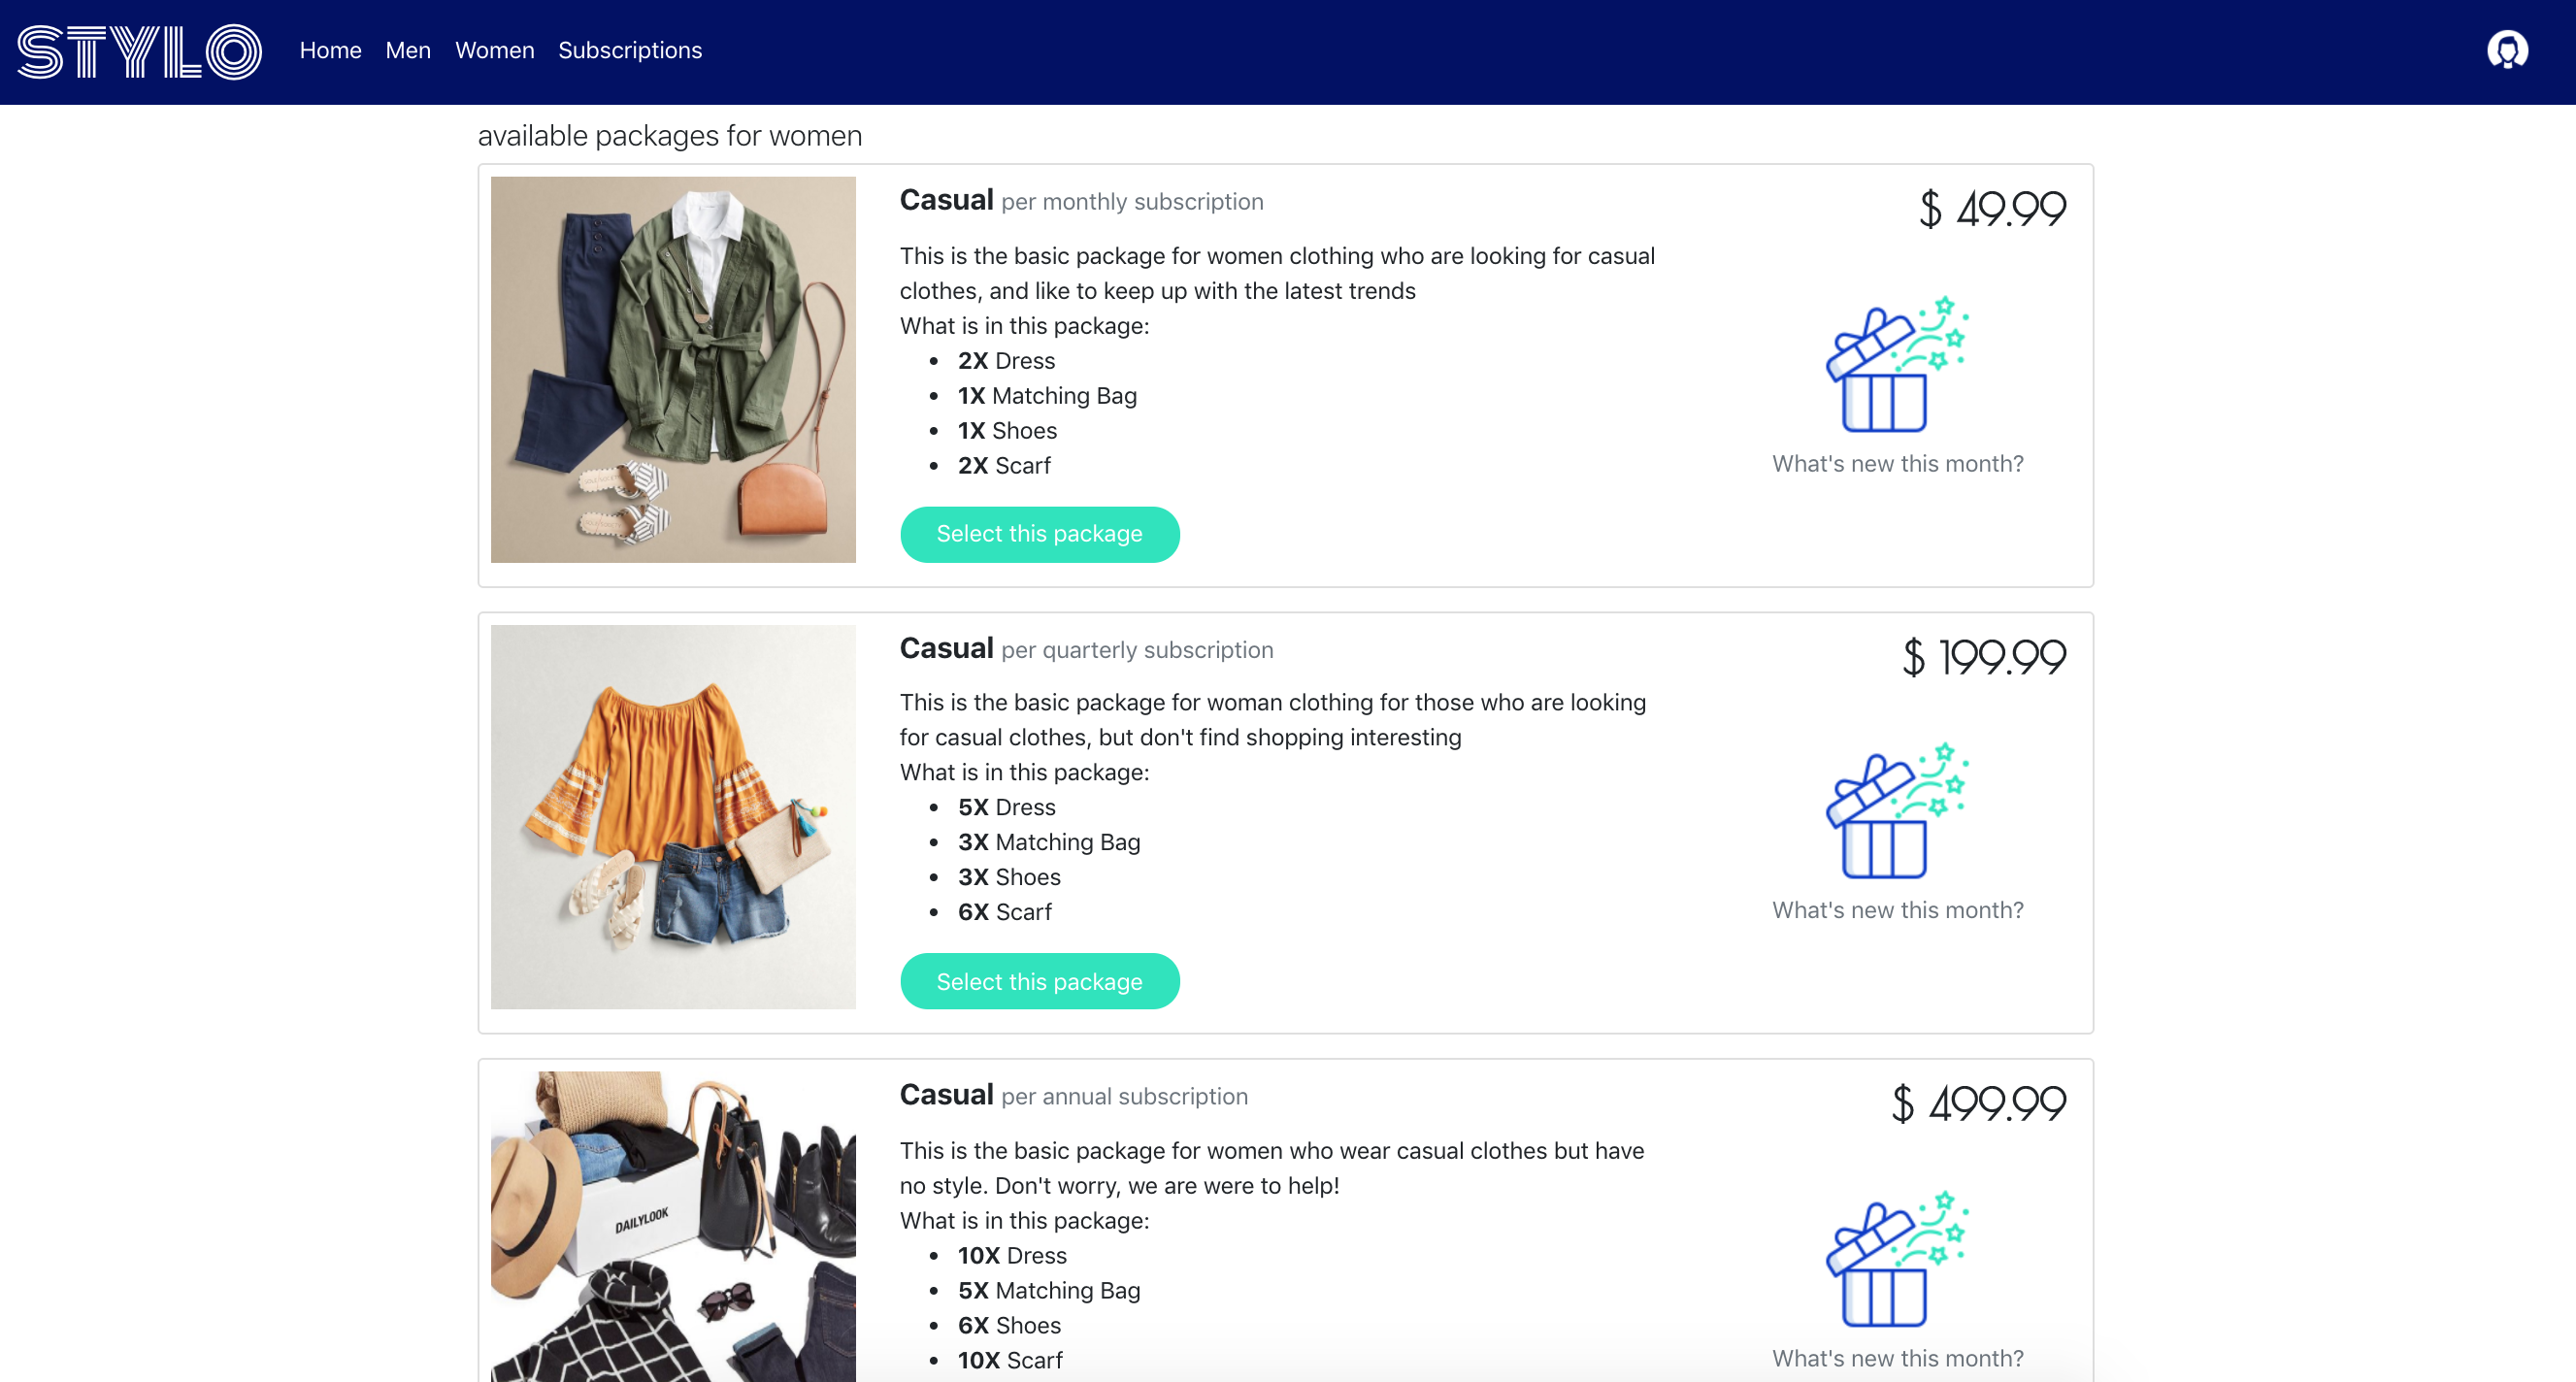 STYLO
Home Men Women Subscriptions
available packages for women
Casual per monthly subscription
$ 49.99
This is the basic package for women clothing who are looking for casual
clothes, and like to keep up with the latest trends
What is in this package:
• 2X Dress
• 1X Matching Bag
• 1X Shoes
• 2X Scarf
What's new this month?
Select this package
Casual per quarterly subscription
$ 199.99
This is the basic package for woman clothing for those who are looking
for casual clothes, but don't find shopping interesting
What is in this package:
• 5X Dress
• 3X Matching Bag
• 3X Shoes
• 6X Scarf
What's new this month?
Select this package
DAILYLOOK
Casual per annual subscription
$ 499.99
This is the basic package for women who wear casual clothes but have
no style. Don't worry, we are were to help!
What is in this package:
• 10X Dress
• 5X Matching Bag
• 6X Shoes
• 10X Scarf
What's new this month?